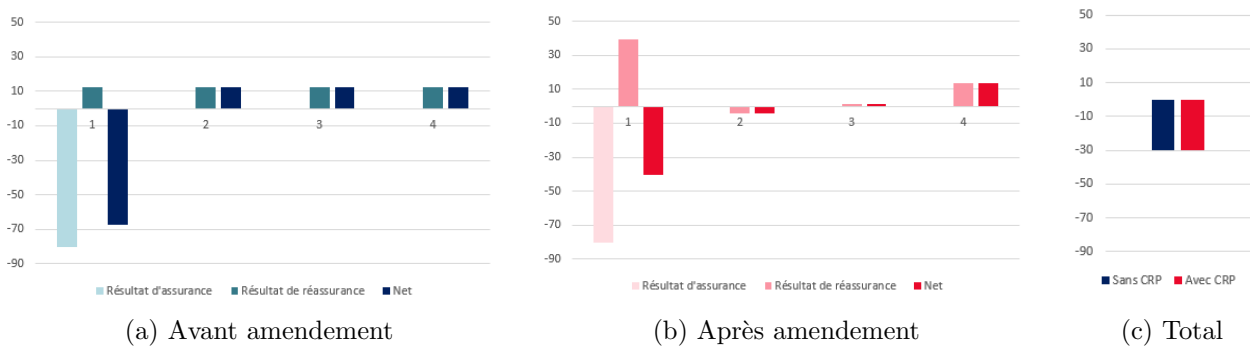 50
30
10
-10
-30
-50
-70
-90
1
2
3
4
Résultat d'assurance
Résultat de réassurance
Net
(a) Avant amendement
50
30
10
-10
-30
-50
-70
-90
1
2
3
4
Résultat d'assurance
Résultat de réassurance
Net
(b) Après amendement
50
30
10
-10
-30
-50
-70
-90
Sans CRP
Avec CRP
(c) Total